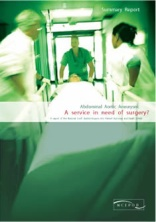 Summary Report
Abdominal Aortic Aneurysm:
A service in need of surgery?
NCEPOD